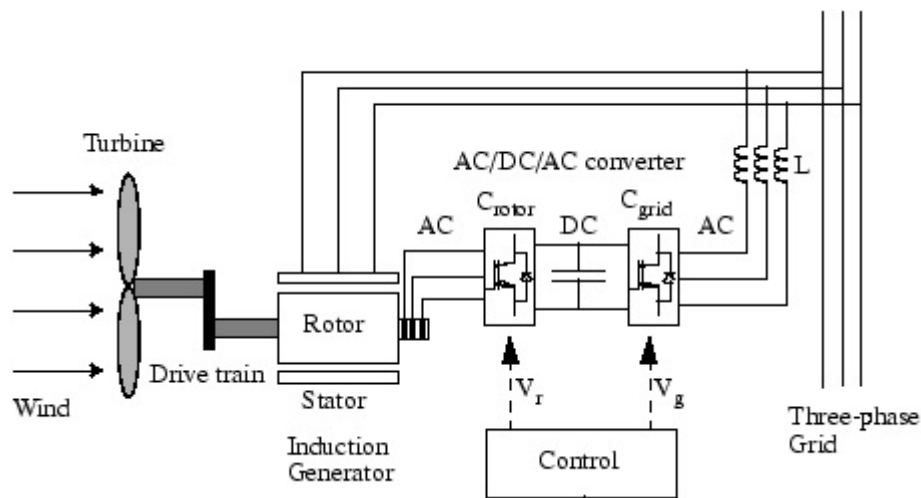 Turbine
AC/DC/AC converter
L
C_rotor
C_grid
AC
DC
AC
Rotor
Drive train
Wind
Stator
V_r
V_g
Three-phase
Grid
Induction
Generator
Control